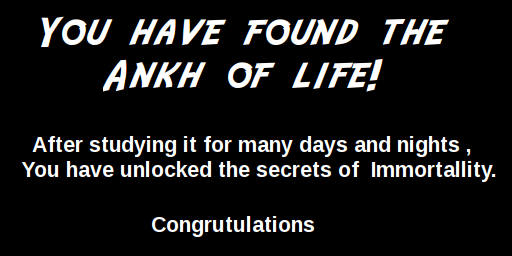 You have found the
Ankh of life!
After studying it for many days and nights ,
You have unlocked the secrets of  Immortallity.
Congrutulations